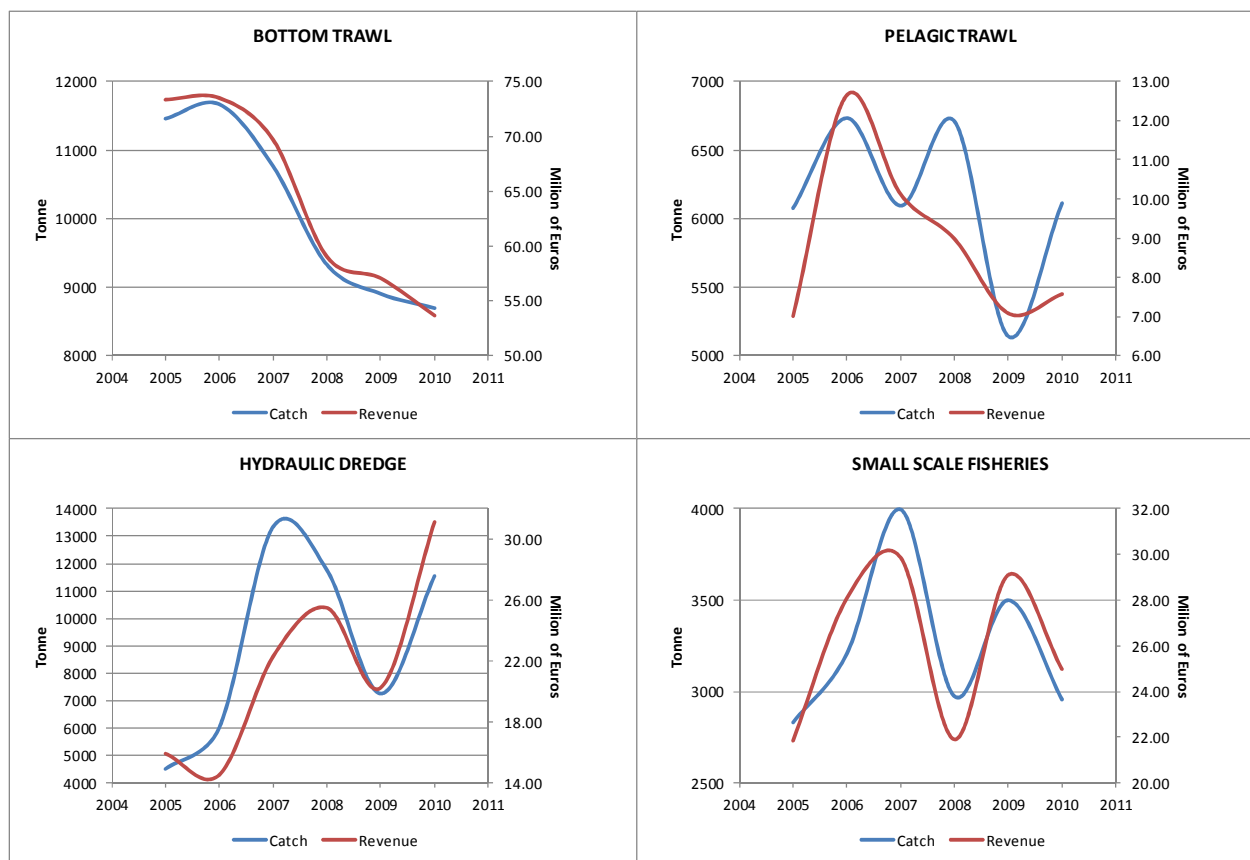 BOTTOM TRAWL
12000
11000
10000
9000
8000
Tonne
75.00
70.00
65.00
60.00
55.00
50.00
Milion of Euros
2004 2005 2006 2007 2008 2009 2010 2011
Catch Revenue
PELAGIC TRAWL
7000
6500
6000
5500
5000
Tonne
13.00
12.00
11.00
10.00
9.00
8.00
7.00
6.00
Milion of Euros
2004 2005 2006 2007 2008 2009 2010 2011
Catch Revenue
HYDRAULIC DREDGE
14000
13000
12000
11000
10000
9000
8000
7000
6000
5000
4000
Tonne
30.00
26.00
22.00
18.00
14.00
Milion of Euros
2004 2005 2006 2007 2008 2009 2010 2011
Catch Revenue
SMALL SCALE FISHERIES
4000
3500
3000
2500
Tonne
32.00
30.00
28.00
26.00
24.00
22.00
20.00
Milion of Euros
2004 2005 2006 2007 2008 2009 2010 2011
Catch Revenue